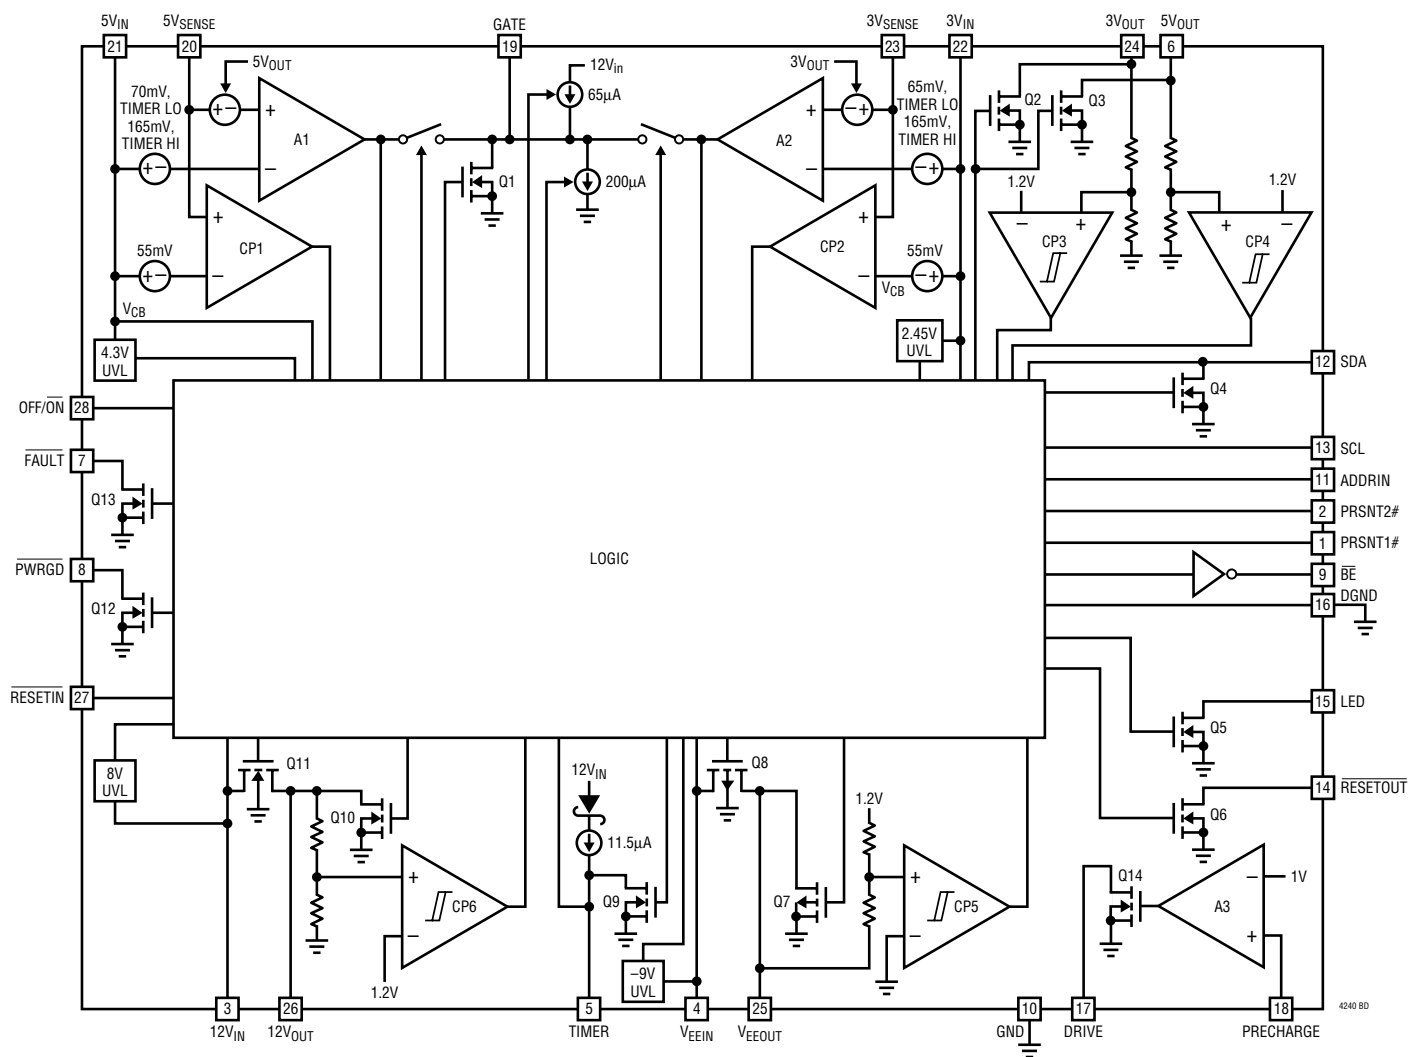 5VIN
5VSENSE
GATE
3VSENSE
3VIN
3VOUT
5VOUT
21
20
19
23
22
24
6
5VOUT
12Vin
65µA
3VOUT
70mV,
TIMER LO
165mV,
TIMER HI
65mV,
TIMER LO
165mV,
TIMER HI
Q2
Q3
+–
+
A1
–
+–
+
A2
–
–+
–+
Q1
200µA
1.2V
1.2V
+
CP1
–
55mV
+–
VCB
+
CP2
–
55mV
–+
VCB
–
+
CP3
+
–
CP4
4.3V
UVL
2.45V
UVL
12
SDA
Q4
OFF/O̅N̅
28
F̅A̅U̅L̅T̅
7
Q13
P̅W̅R̅G̅D̅
8
Q12
R̅E̅S̅E̅T̅I̅N̅
27
LOGIC
13
SCL
11
ADDRIN
2
PRSNT2#
1
PRSNT1#
9
B̅E̅
DGND
16
15
LED
Q5
14
R̅E̅S̅E̅T̅O̅U̅T̅
Q6
8V
UVL
Q11
Q10
12VIN
11.5µA
Q9
Q8
Q7
1.2V
+
CP6
–
1.2V
–9V
UVL
+
CP5
–
Q14
–
1V
A3
+
3
26
5
4
25
10
17
18
12VIN
12VOUT
TIMER
VEEIN
VEEOUT
GND
DRIVE
PRECHARGE
4240 BD